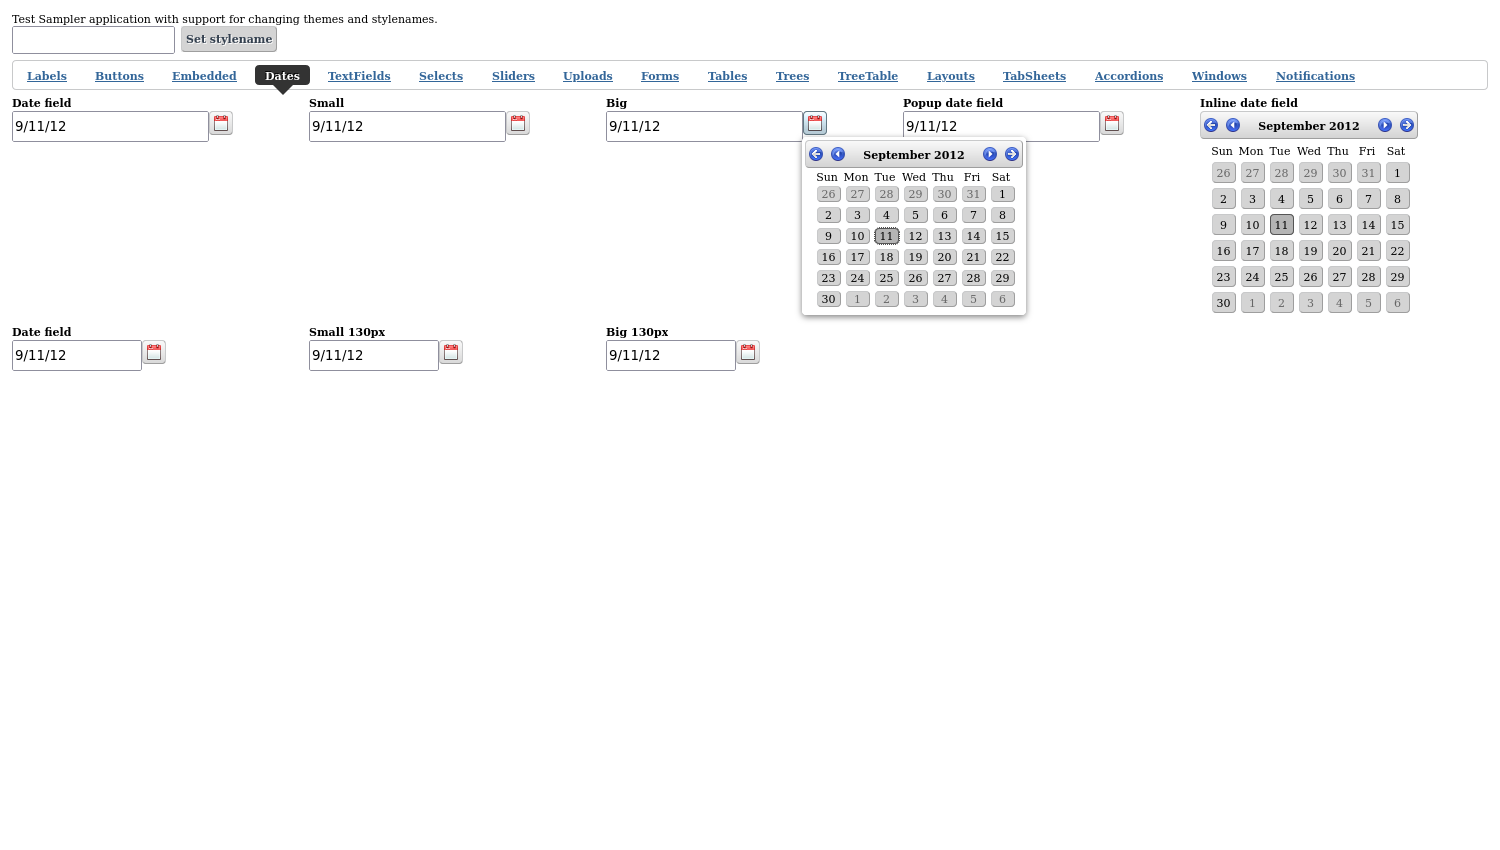 Test Sampler application with support for changing themes and stylenames.
Set stylename
Labels Buttons Embedded Dates TextFields Selects Sliders Uploads Forms Tables Trees TreeTable Layouts TabSheets Accordions Windows Notifications
Date field Small Big Popup date field Inline date field
9/11/12 9/11/12 9/11/12 9/11/12
September 2012
Sun Mon Tue Wed Thu Fri Sat
26 27 28 29 30 31 1
2 3 4 5 6 7 8
9 10 11 12 13 14 15
16 17 18 19 20 21 22
23 24 25 26 27 28 29
30 1 2 3 4 5 6
September 2012
Sun Mon Tue Wed Thu Fri Sat
26 27 28 29 30 31 1
2 3 4 5 6 7 8
9 10 11 12 13 14 15
16 17 18 19 20 21 22
23 24 25 26 27 28 29
30 1 2 3 4 5 6
Date field Small 130px Big 130px
9/11/12 9/11/12 9/11/12